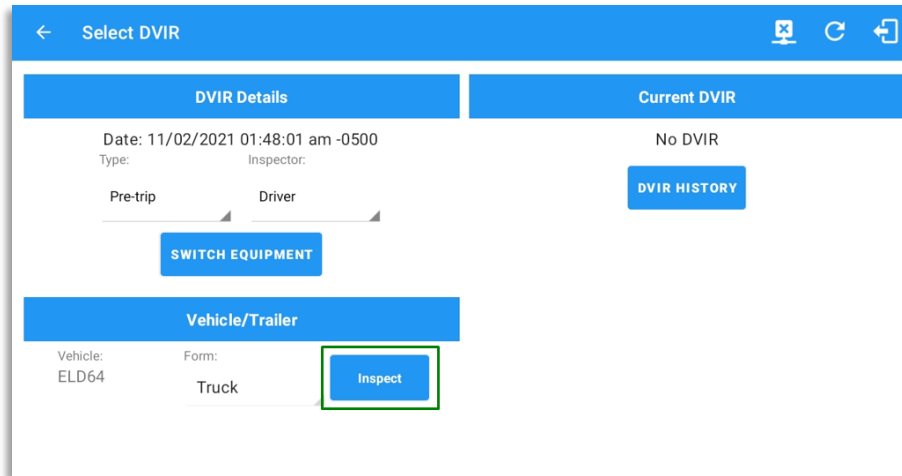 Select DVIR
DVIR Details
Date: 11/02/2021 01:48:01 am -0500
Type: Inspector:
Pre-trip Driver
SWITCH EQUIPMENT
Vehicle/Trailer
Vehicle: Form:
ELD64 Truck
Inspect
Current DVIR
No DVIR
DVIR HISTORY